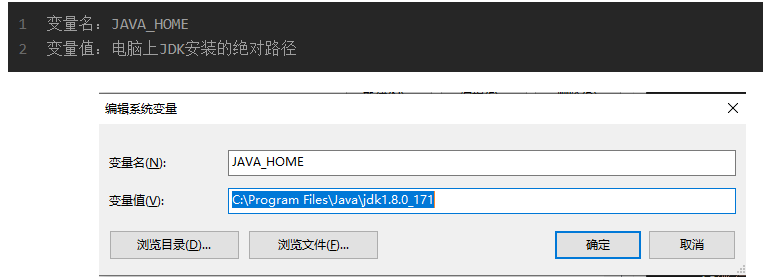 1 变量名：JAVA_HOME
2 变量值：电脑上JDK安装的绝对路径
编辑系统变量
变量名(N):
JAVA_HOME
变量值(V):
C:\Program Files\Java\jdk1.8.0_171
浏览目录(D)... 浏览文件(F)... 确定 取消